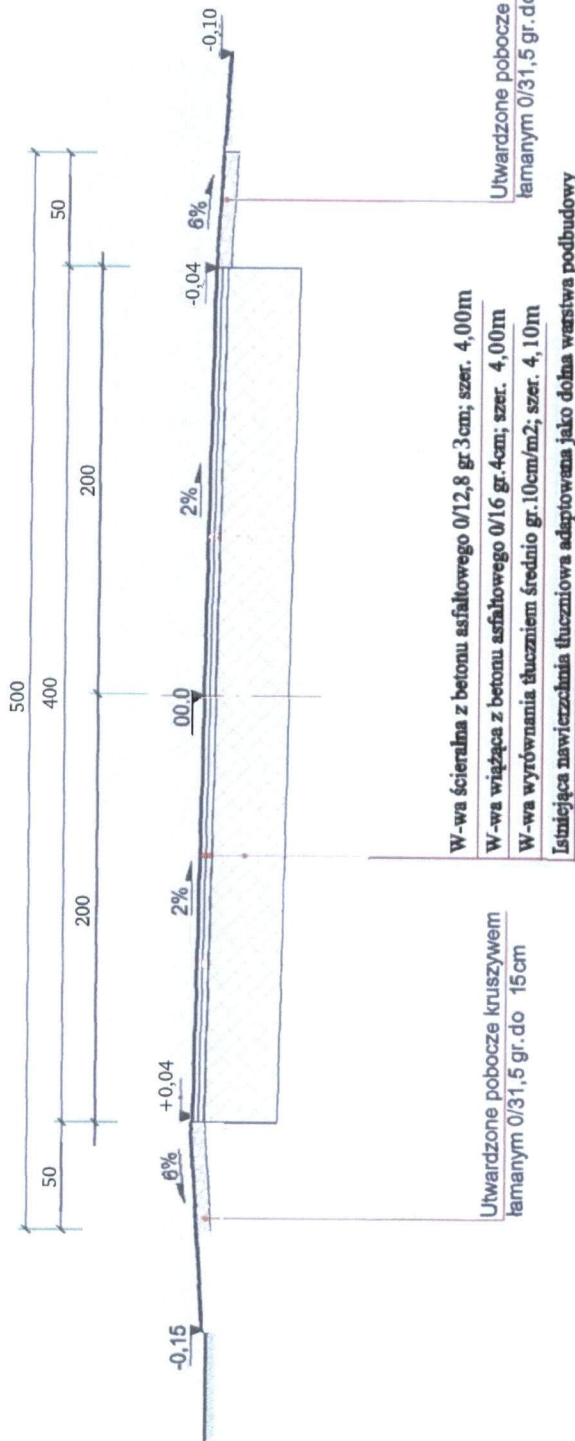 500
400
50
200
200
50
-0,15
6%
+0,04
2%
00.0
2%
-0,04
6%
-0,10
Utwardzone pobocze kruszywem
łamanym 0/31,5 gr.do 15cm
W-wa ścieralna z betonu asfaltowego 0/12,8 gr 3cm; szer. 4,00m
W-wa wiążąca z betonu asfaltowego 0/16 gr.4cm; szer. 4,00m
W-wa wyrównania tłuczniem średnio gr.10cm/m2; szer. 4,10m
Istniejąca nawierzchnia tłuczniowa adaptowana jako dolna warstwa podbudowy
Utwardzone pobocze
łamanym 0/31,5 gr.do